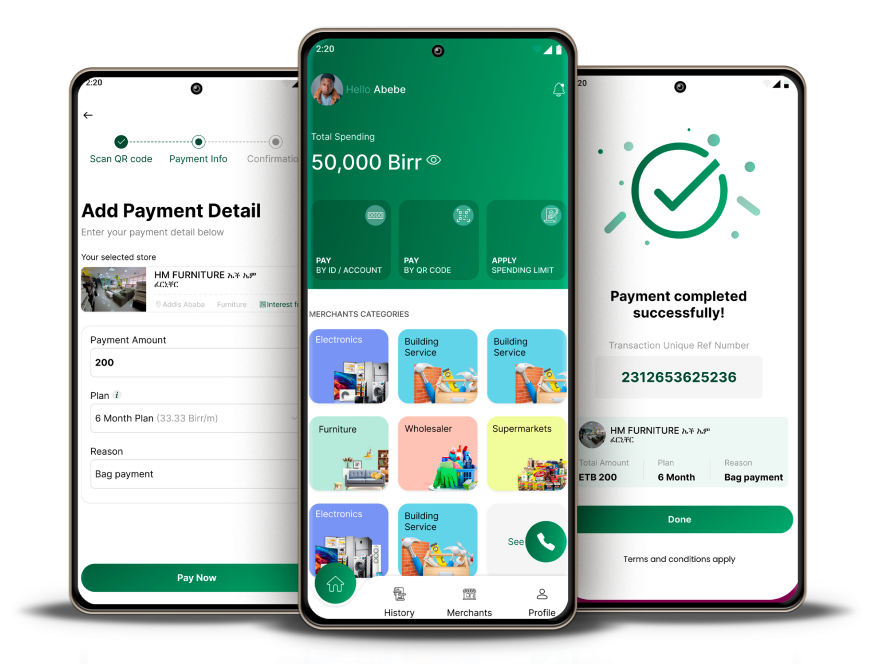 2:20
Scan QR code
Payment Info
Confirmatio
Add Payment Detail
Enter your payment detail below
Your selected store
HM FURNITURE ኤች ኤም
ፈርኒቸር
Addis Ababa
Furniture
Interest f
Payment Amount
200
Plan i
6 Month Plan (33.33 Birr/m)
Reason
Bag payment
Pay Now
2:20
Hello Abebe
Total Spending
50,000 Birr
PAY
BY ID / ACCOUNT
PAY
BY QR CODE
APPLY
SPENDING LIMIT
MERCHANTS CATEGORIES
Electronics
Building
Service
Building
Service
Furniture
Wholesaler
Supermarkets
Electronics
Building
Service
See
History
Merchants
Profile
20
Payment completed
successfully!
Transaction Unique Ref Number
2312653625236
HM FURNITURE ኤች ኤም
ፈርኒቸር
Total Amount
Plan
Reason
ETB 200
6 Month
Bag payment
Done
Terms and conditions apply